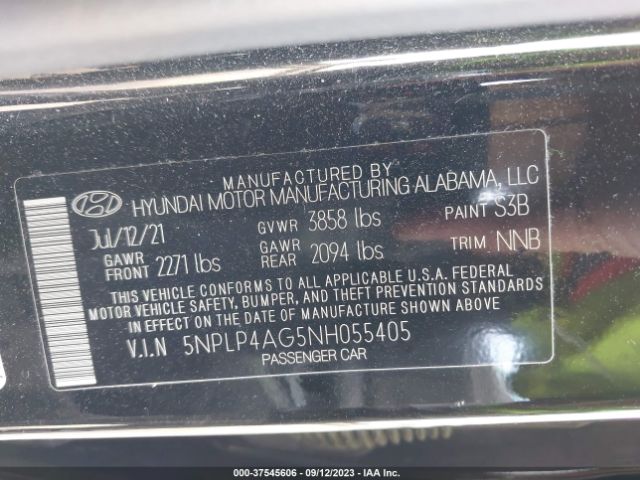 MANUFACTURED BY
HYUNDAI MOTOR MANUFACTURING ALABAMA, LLC
Jul/12/21 GVWR 3858 lbs PAINT S3B
GAWR FRONT 2271 lbs GAWR REAR 2094 lbs TRIM NNB
THIS VEHICLE CONFORMS TO ALL APPLICABLE U.S.A. FEDERAL
MOTOR VEHICLE SAFETY, BUMPER, AND THEFT PREVENTION STANDARDS
IN EFFECT ON THE DATE OF MANUFACTURE SHOWN ABOVE
V.I.N 5NPLP4AG5NH055405
PASSENGER CAR
000-37545606 - 09/12/2023 - IAAI.COM